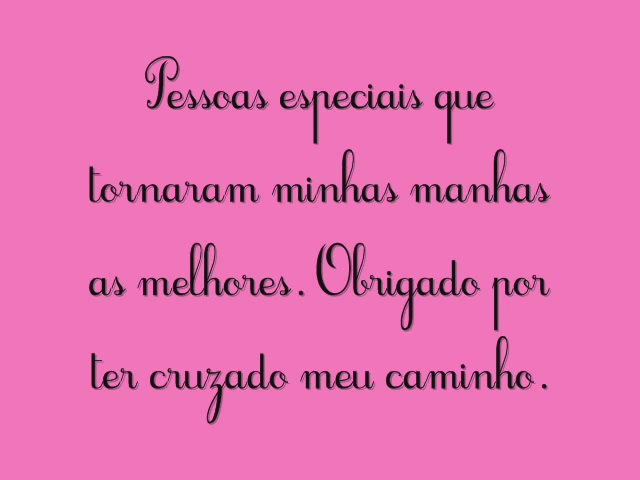 Pessoas especiais que
tornaram minhas manhas
as melhores. Obrigado por
ter cruzado meu caminho.